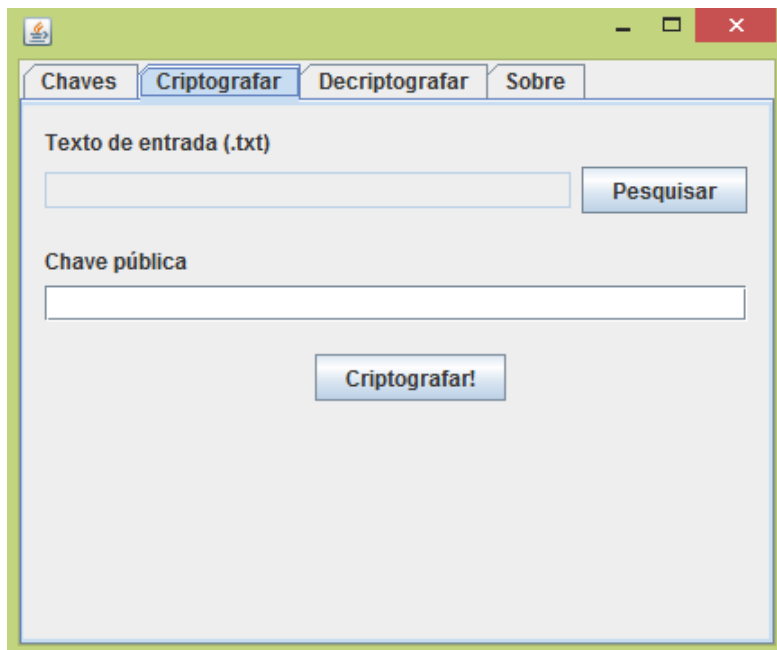 Chaves Criptografar Decriptografar Sobre
Texto de entrada (.txt)
Pesquisar
Chave pública
Criptografar!